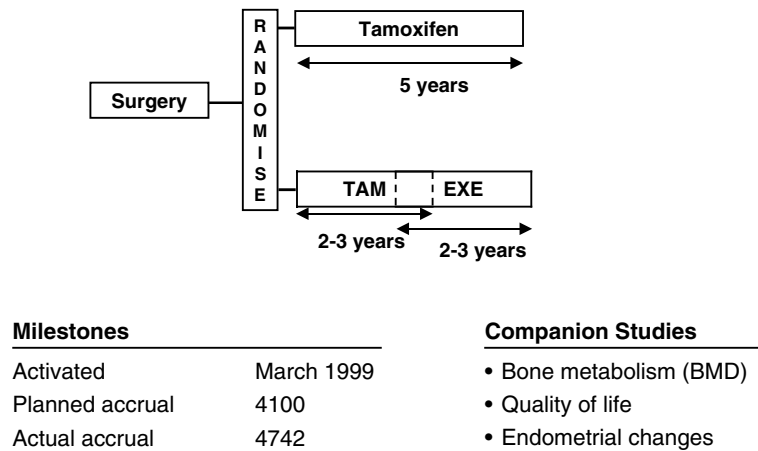 Surgery
RANDOMISE
Tamoxifen
5 years
TAM EXE
2-3 years
2-3 years
Milestones
Activated March 1999
Planned accrual 4100
Actual accrual 4742
Companion Studies
• Bone metabolism (BMD)
• Quality of life
• Endometrial changes